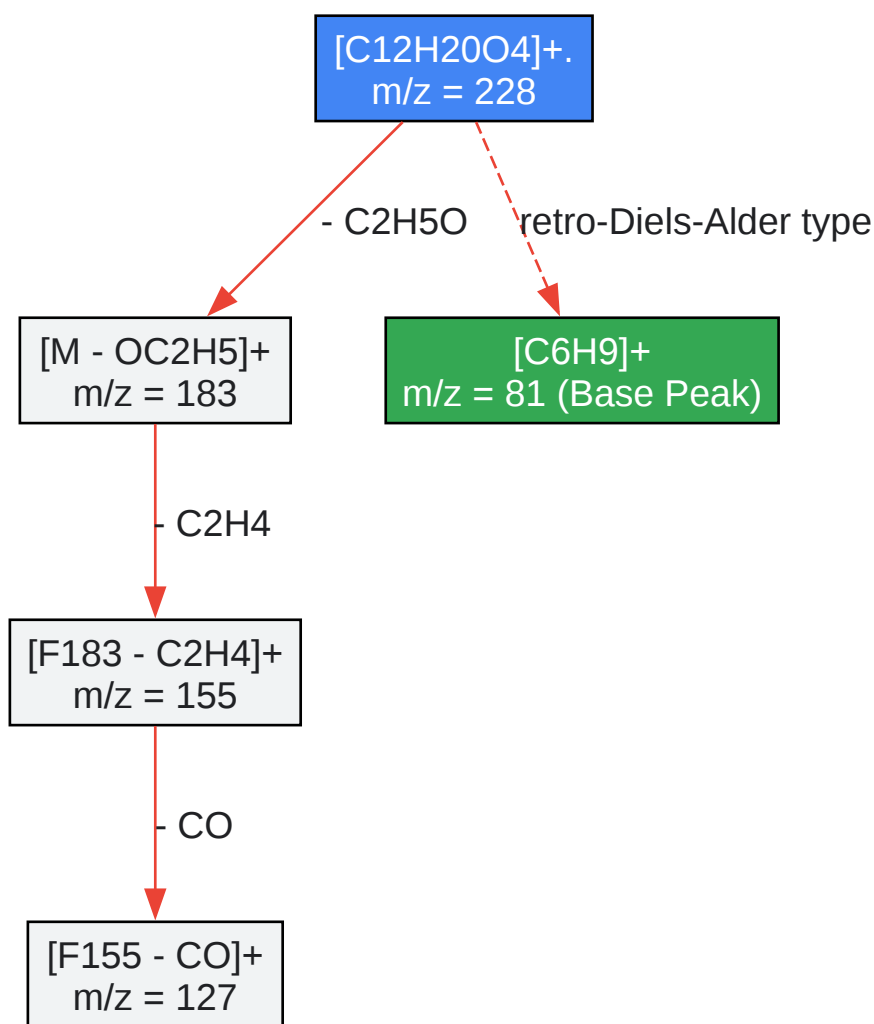 [C12H20O4]+.
m/z = 228
- C2H5O
retro-Diels-Alder type
[M - OC2H5]+
m/z = 183
[C6H9]+
m/z = 81 (Base Peak)
- C2H4
[F183 - C2H4]+
m/z = 155
- CO
[F155 - CO]+
m/z = 127